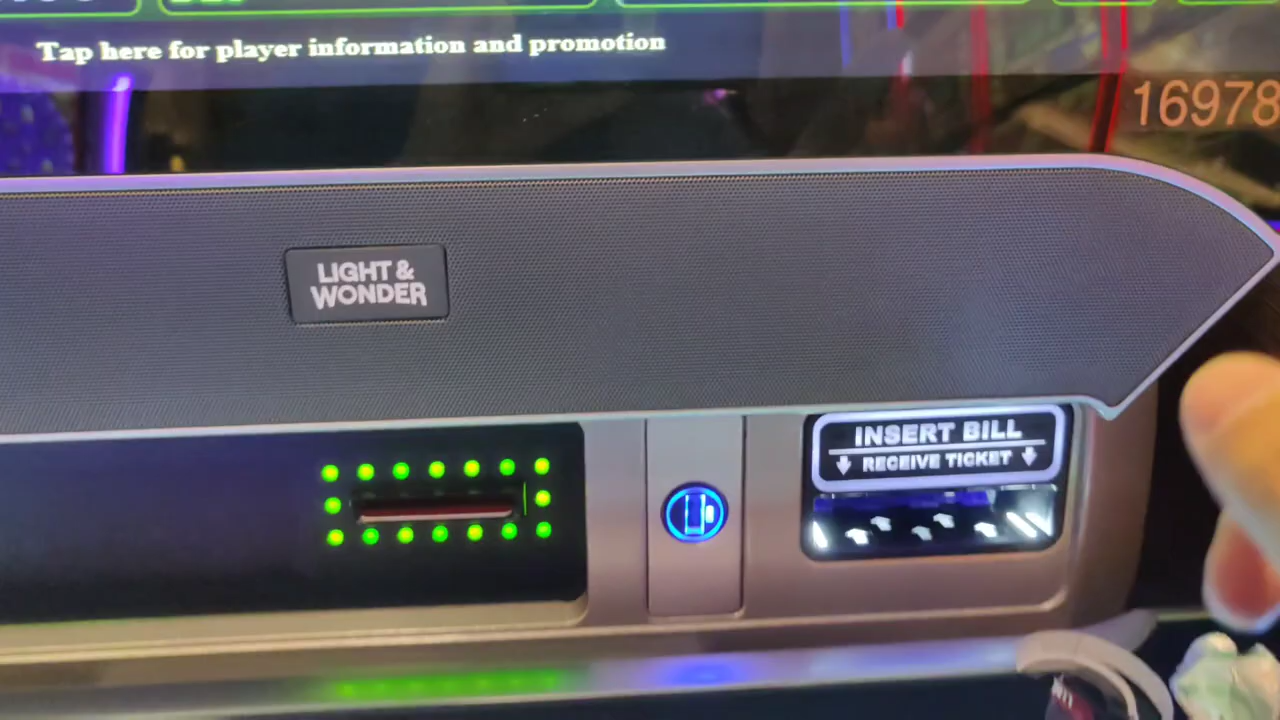 Tap here for player information and promotion
16978
LIGHT &
WONDER
INSERT BILL
RECEIVE TICKET